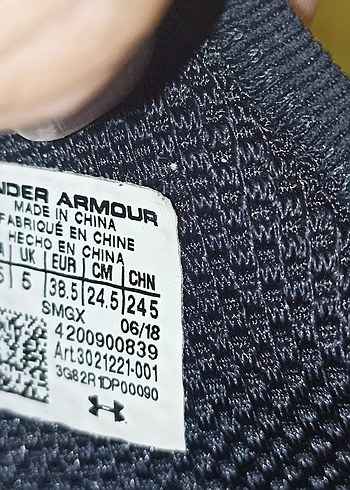 NDER ARMOUR
MADE IN CHINA
FABRIQUÉ EN CHINE
HECHO EN CHINA
UK EUR CM CHN
5 38.5 24.5 245
SMGX 06/18
4200900839
Art.3021221-001
3G82R1DP00090